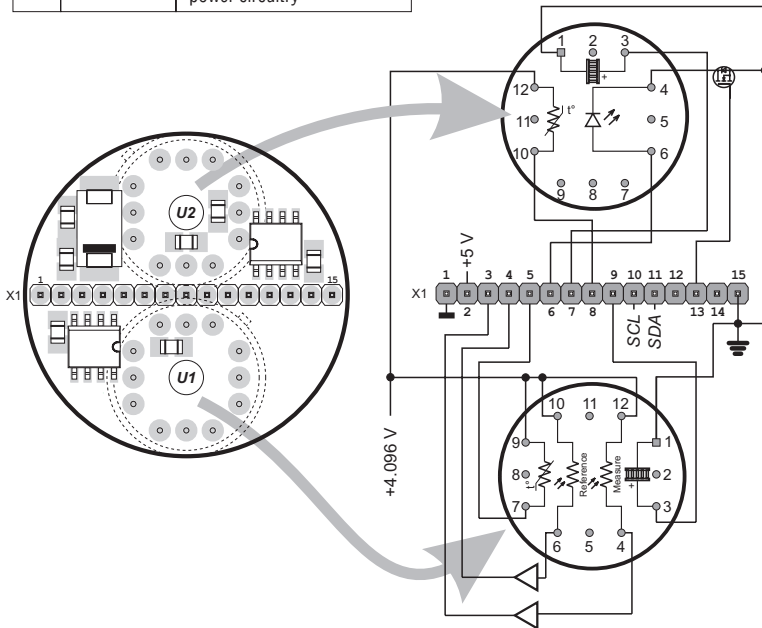 power circuitry
1 2 3
12 t° + 4
11 5
10 6
9 8 7
U2
+5 V
X1 1 15
X1 1 3 4 5 9 10 11 12 15
2 6 7 8 13 14
SCL
SDA
U1
+4.096 V
10 11 12
9 1
8 t° Reference Measure + 2
7 3
6 5 4